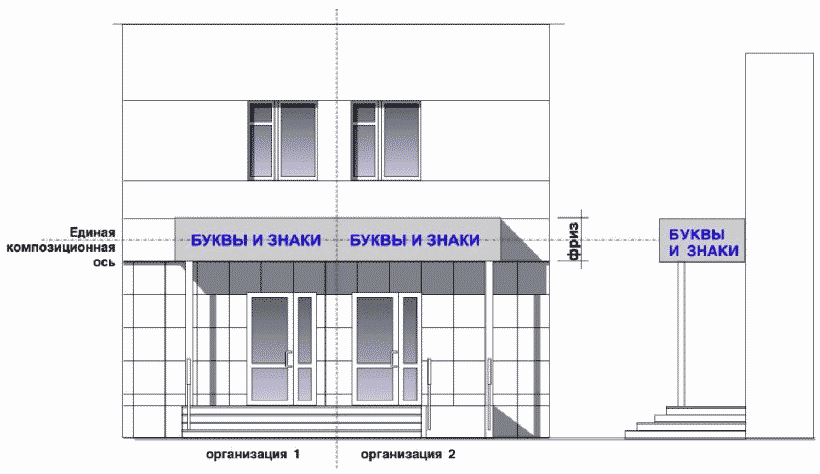 Единая
композиционная
ось
БУКВЫ И ЗНАКИ БУКВЫ И ЗНАКИ
фриз
БУКВЫ
И ЗНАКИ
организация 1 организация 2